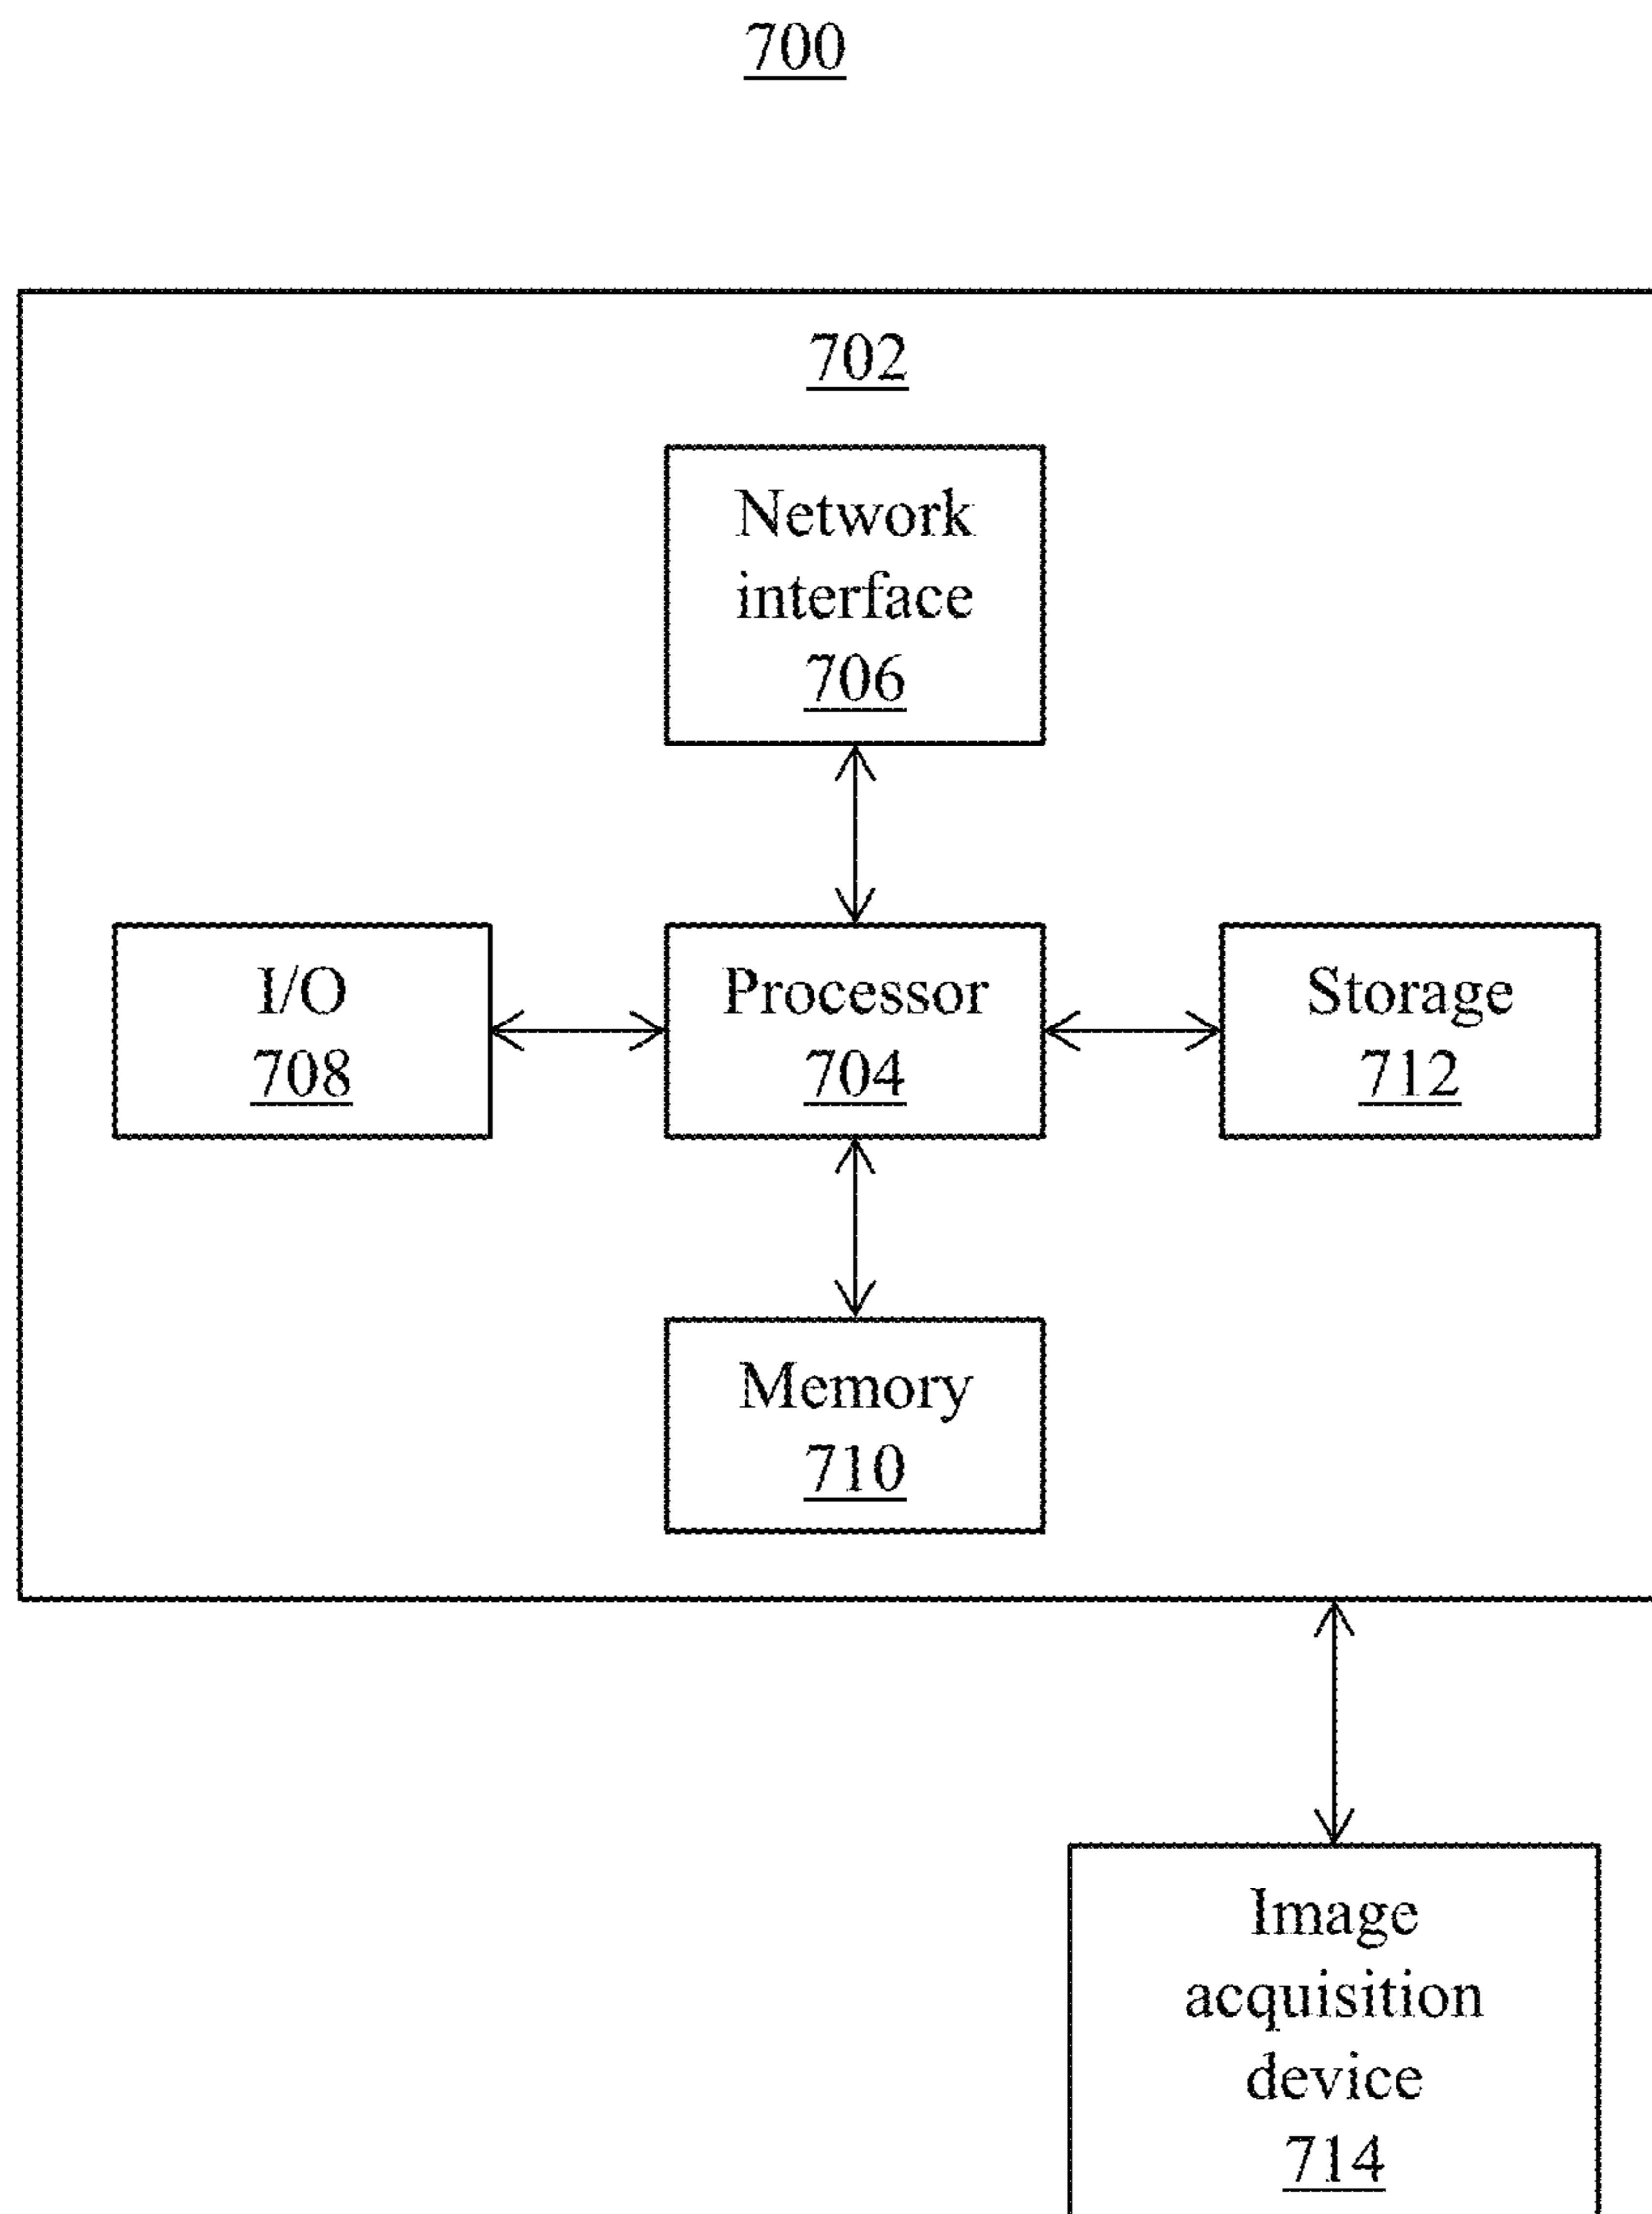 700
702
Network
interface
706
I/O
708
Processor
704
Storage
712
Memory
710
Image
acquisition
device
714